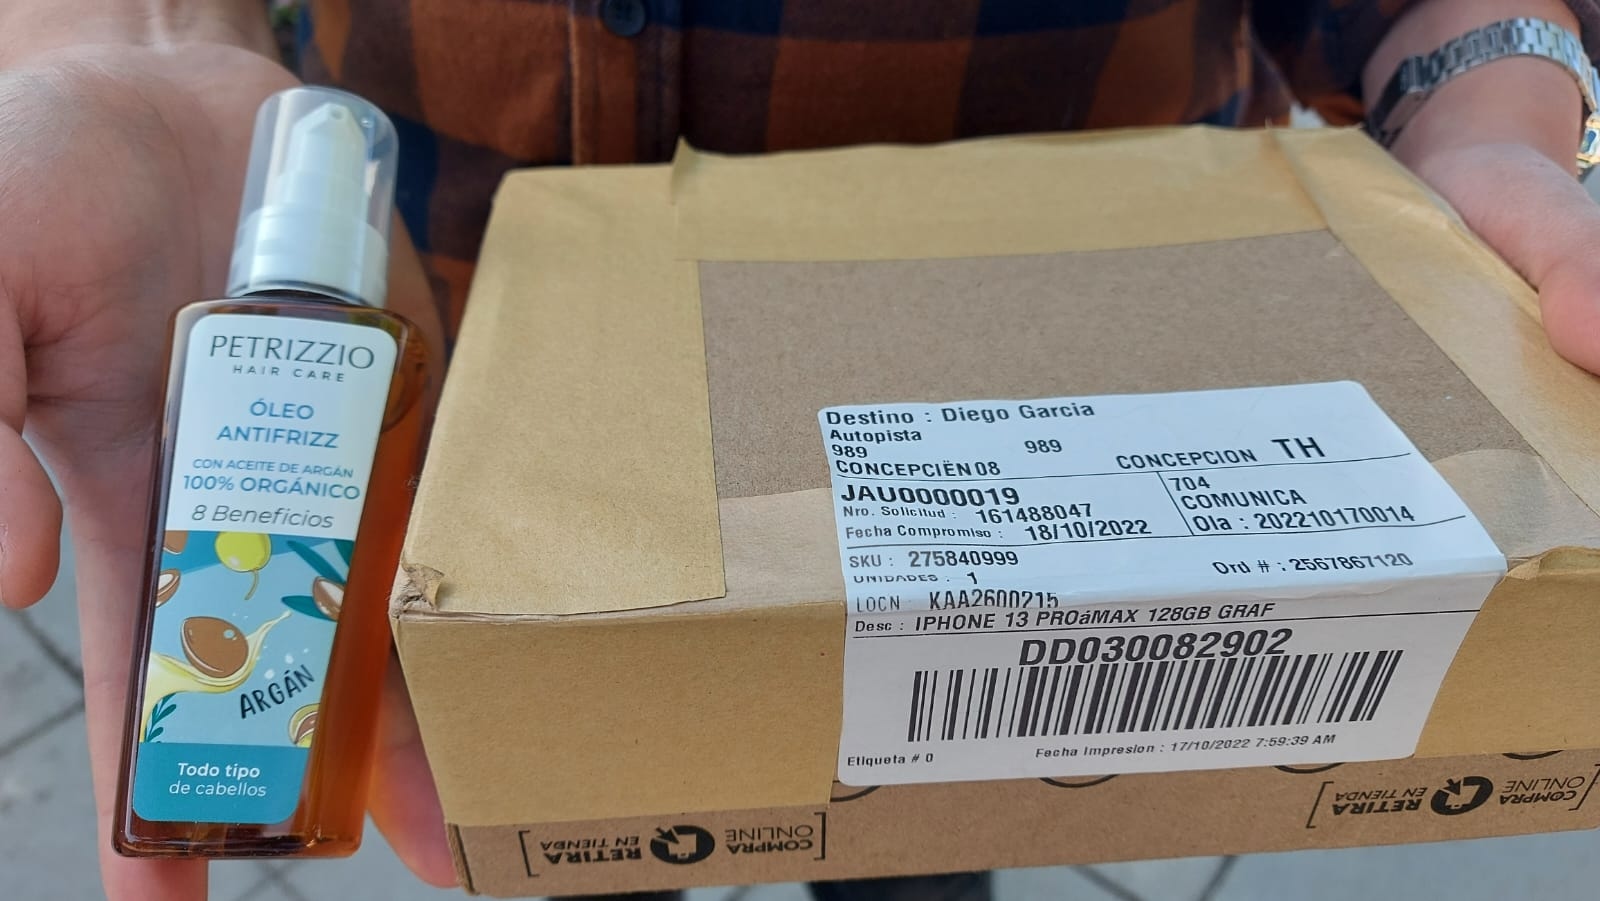 PETRIZZIO
HAIR CARE
ÓLEO
ANTIFRIZZ
CON ACEITE DE ARGÁN
100% ORGÁNICO
8 Beneficios
ARGÁN
Todo tipo
de cabellos
Destino : Diego Garcia
Autopista
989 989
CONCEPCIËN 08 CONCEPCION TH
JAU0000019
Nro. Solicitud : 161488047
Fecha Compromiso : 18/10/2022
704
COMUNICA
Ola : 202210170014
SKU : 275840999
UNIDADES : 1
Ord # : 2567867120
LOCN KAA2600215
Desc : IPHONE 13 PROáMAX 128GB GRAF
DD030082902
Etiqueta # 0
Fecha Impresion : 17/10/2022 7:59:39 AM
COMPRA
ONLINE
RETIRA
EN TIENDA
COMPRA
ONLINE
RETIRA
EN TIENDA